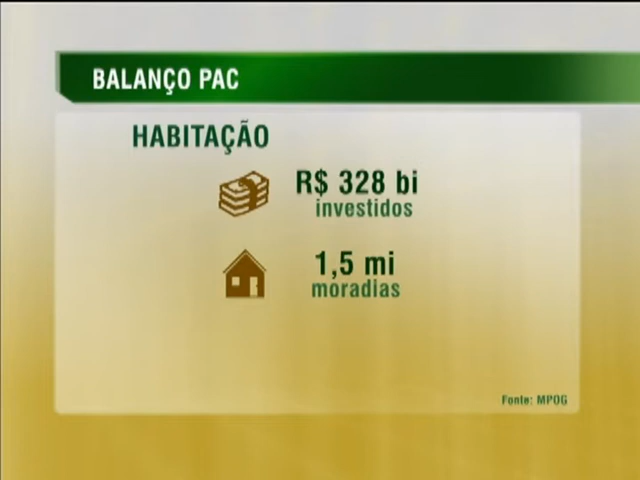 BALANÇO PAC
HABITAÇÃO
R$ 328 bi
investidos
1,5 mi
moradias
Fonte: MPOG